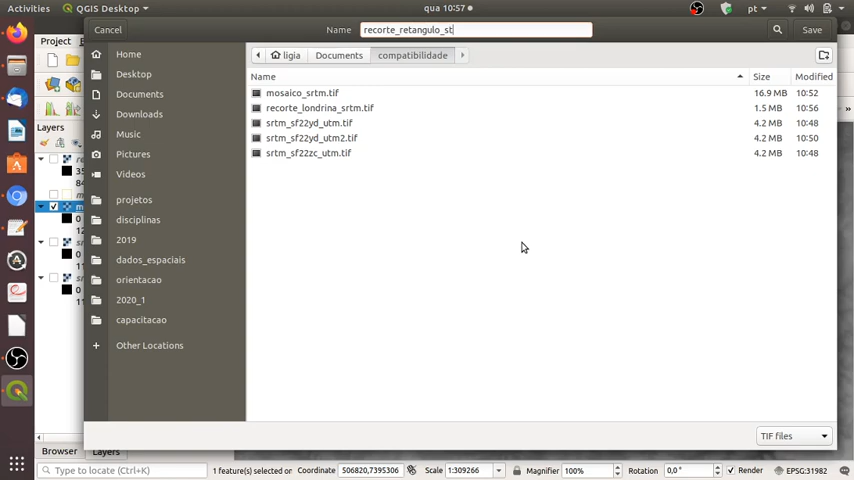 Activities QGIS Desktop qua 10:57 pt
Cancel Name recorte_retangulo_st Save
Project
ligia Documents compatibilidade
Name Size Modified
Home
Desktop
Documents
Downloads
Music
Pictures
Videos
projetos
disciplinas
2019
dados_espaciais
orientacao
2020_1
capacitacao
Other Locations
mosaico_srtm.tif 16.9 MB 10:52
recorte_londrina_srtm.tif 1.5 MB 10:56
srtm_sf22yd_utm.tif 4.2 MB 10:48
srtm_sf22yd_utm2.tif 4.2 MB 10:50
srtm_sf22zc_utm.tif 4.2 MB 10:48
Layers
TIF files
Browser Layers
Type to locate (Ctrl+K) 1 feature(s) selected on Coordinate 506820,7395306 Scale 1:309266 Magnifier 100% Rotation 0,0° Render EPSG:31982